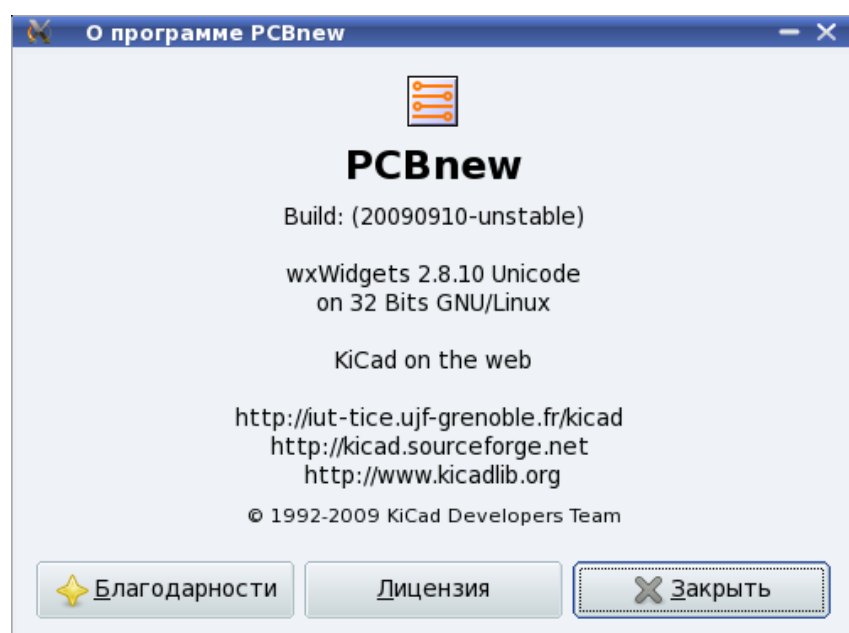 О программе PCBnew
PCBnew
Build: (20090910-unstable)
wxWidgets 2.8.10 Unicode
on 32 Bits GNU/Linux
KiCad on the web
http://iut-tice.ujf-grenoble.fr/kicad
http://kicad.sourceforge.net
http://www.kicadlib.org
© 1992-2009 KiCad Developers Team
Благодарности Лицензия Закрыть